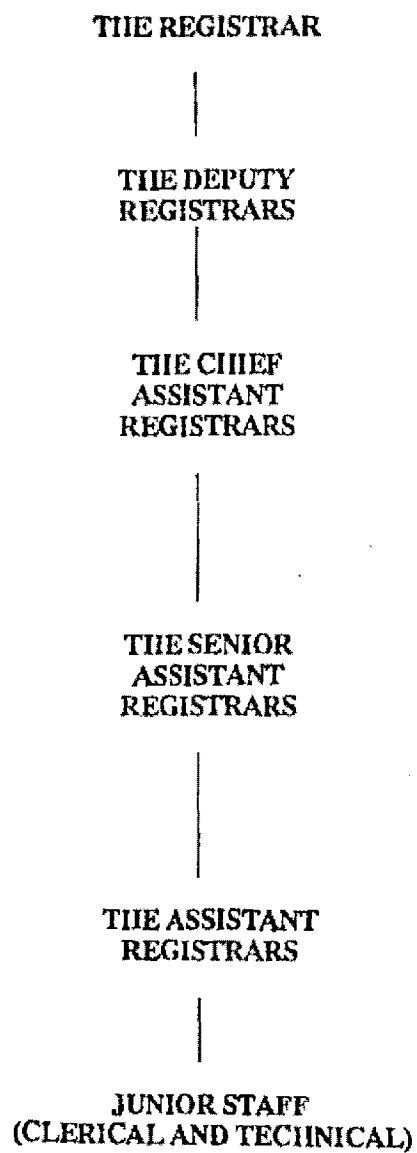 THE REGISTRAR
THE DEPUTY
REGISTRARS
THE CHIEF
ASSISTANT
REGISTRARS
THE SENIOR
ASSISTANT
REGISTRARS
THE ASSISTANT
REGISTRARS
JUNIOR STAFF
(CLERICAL AND TECHNICAL)